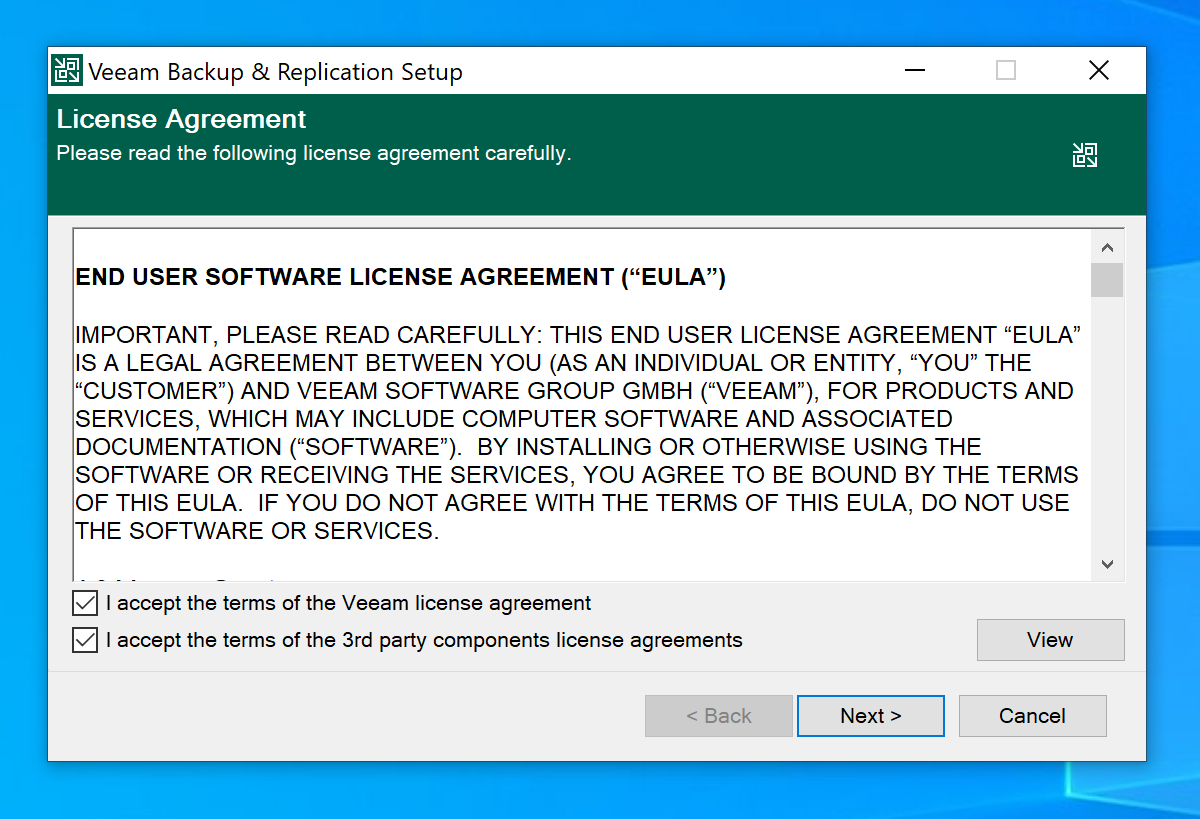 Veeam Backup & Replication Setup
License Agreement
Please read the following license agreement carefully.
END USER SOFTWARE LICENSE AGREEMENT (“EULA”)
IMPORTANT, PLEASE READ CAREFULLY: THIS END USER LICENSE AGREEMENT “EULA”
IS A LEGAL AGREEMENT BETWEEN YOU (AS AN INDIVIDUAL OR ENTITY, “YOU” THE
“CUSTOMER”) AND VEEAM SOFTWARE GROUP GMBH (“VEEAM”), FOR PRODUCTS AND
SERVICES, WHICH MAY INCLUDE COMPUTER SOFTWARE AND ASSOCIATED
DOCUMENTATION (“SOFTWARE”).  BY INSTALLING OR OTHERWISE USING THE
SOFTWARE OR RECEIVING THE SERVICES, YOU AGREE TO BE BOUND BY THE TERMS
OF THIS EULA.  IF YOU DO NOT AGREE WITH THE TERMS OF THIS EULA, DO NOT USE
THE SOFTWARE OR SERVICES.
I accept the terms of the Veeam license agreement
I accept the terms of the 3rd party components license agreements
View
< Back
Next >
Cancel